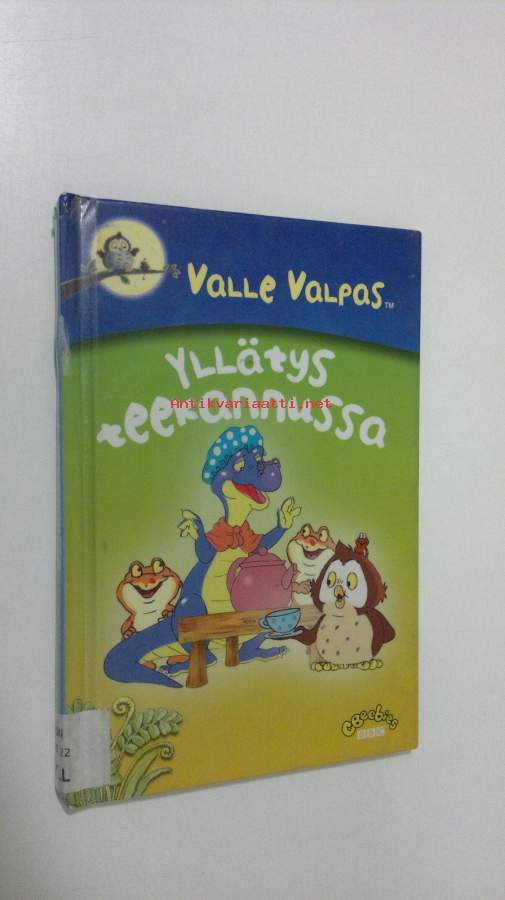 VALLE VALPAS™
YLLÄTYS
Antikvariaatti.net
teekannussa
CBeebies
BBC